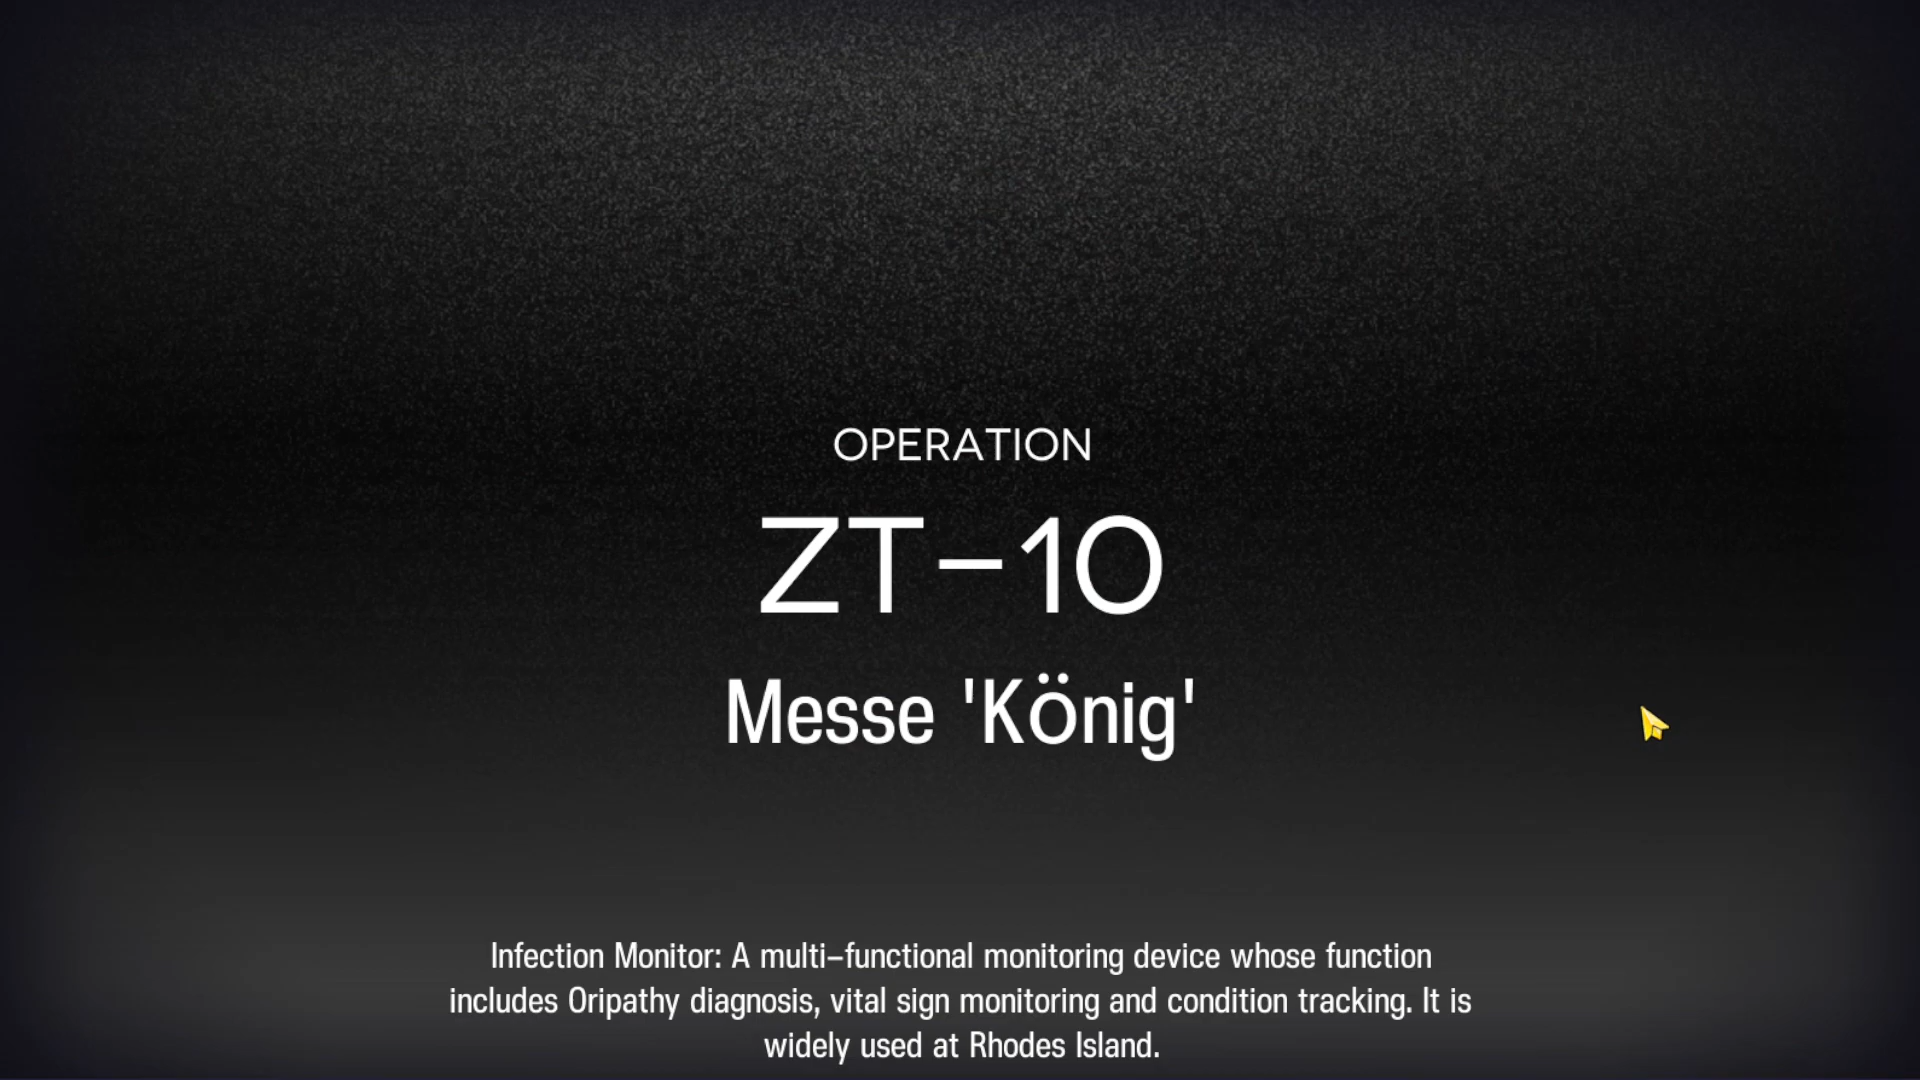 OPERATION
ZT-10
Messe 'König'
Infection Monitor: A multi-functional monitoring device whose function
includes Oripathy diagnosis, vital sign monitoring and condition tracking. It is
widely used at Rhodes Island.